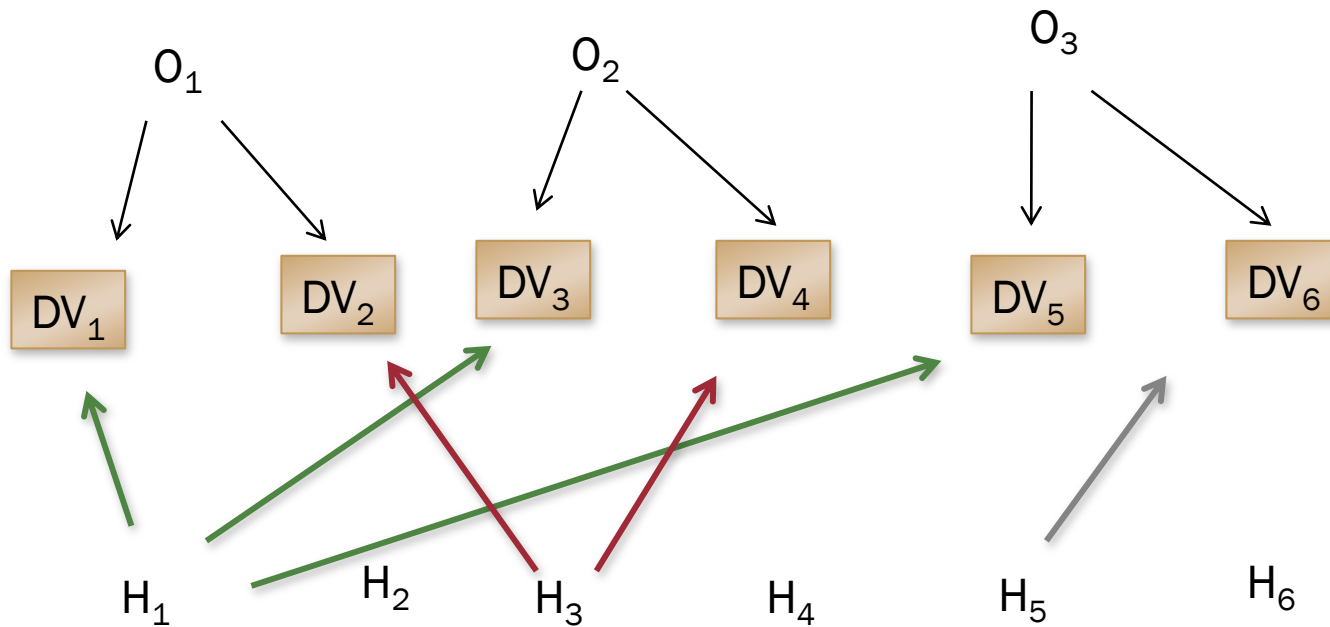 O₁ O₂ O₃
DV₁ DV₂ DV₃ DV₄ DV₅ DV₆
H₁ H₂ H₃ H₄ H₅ H₆